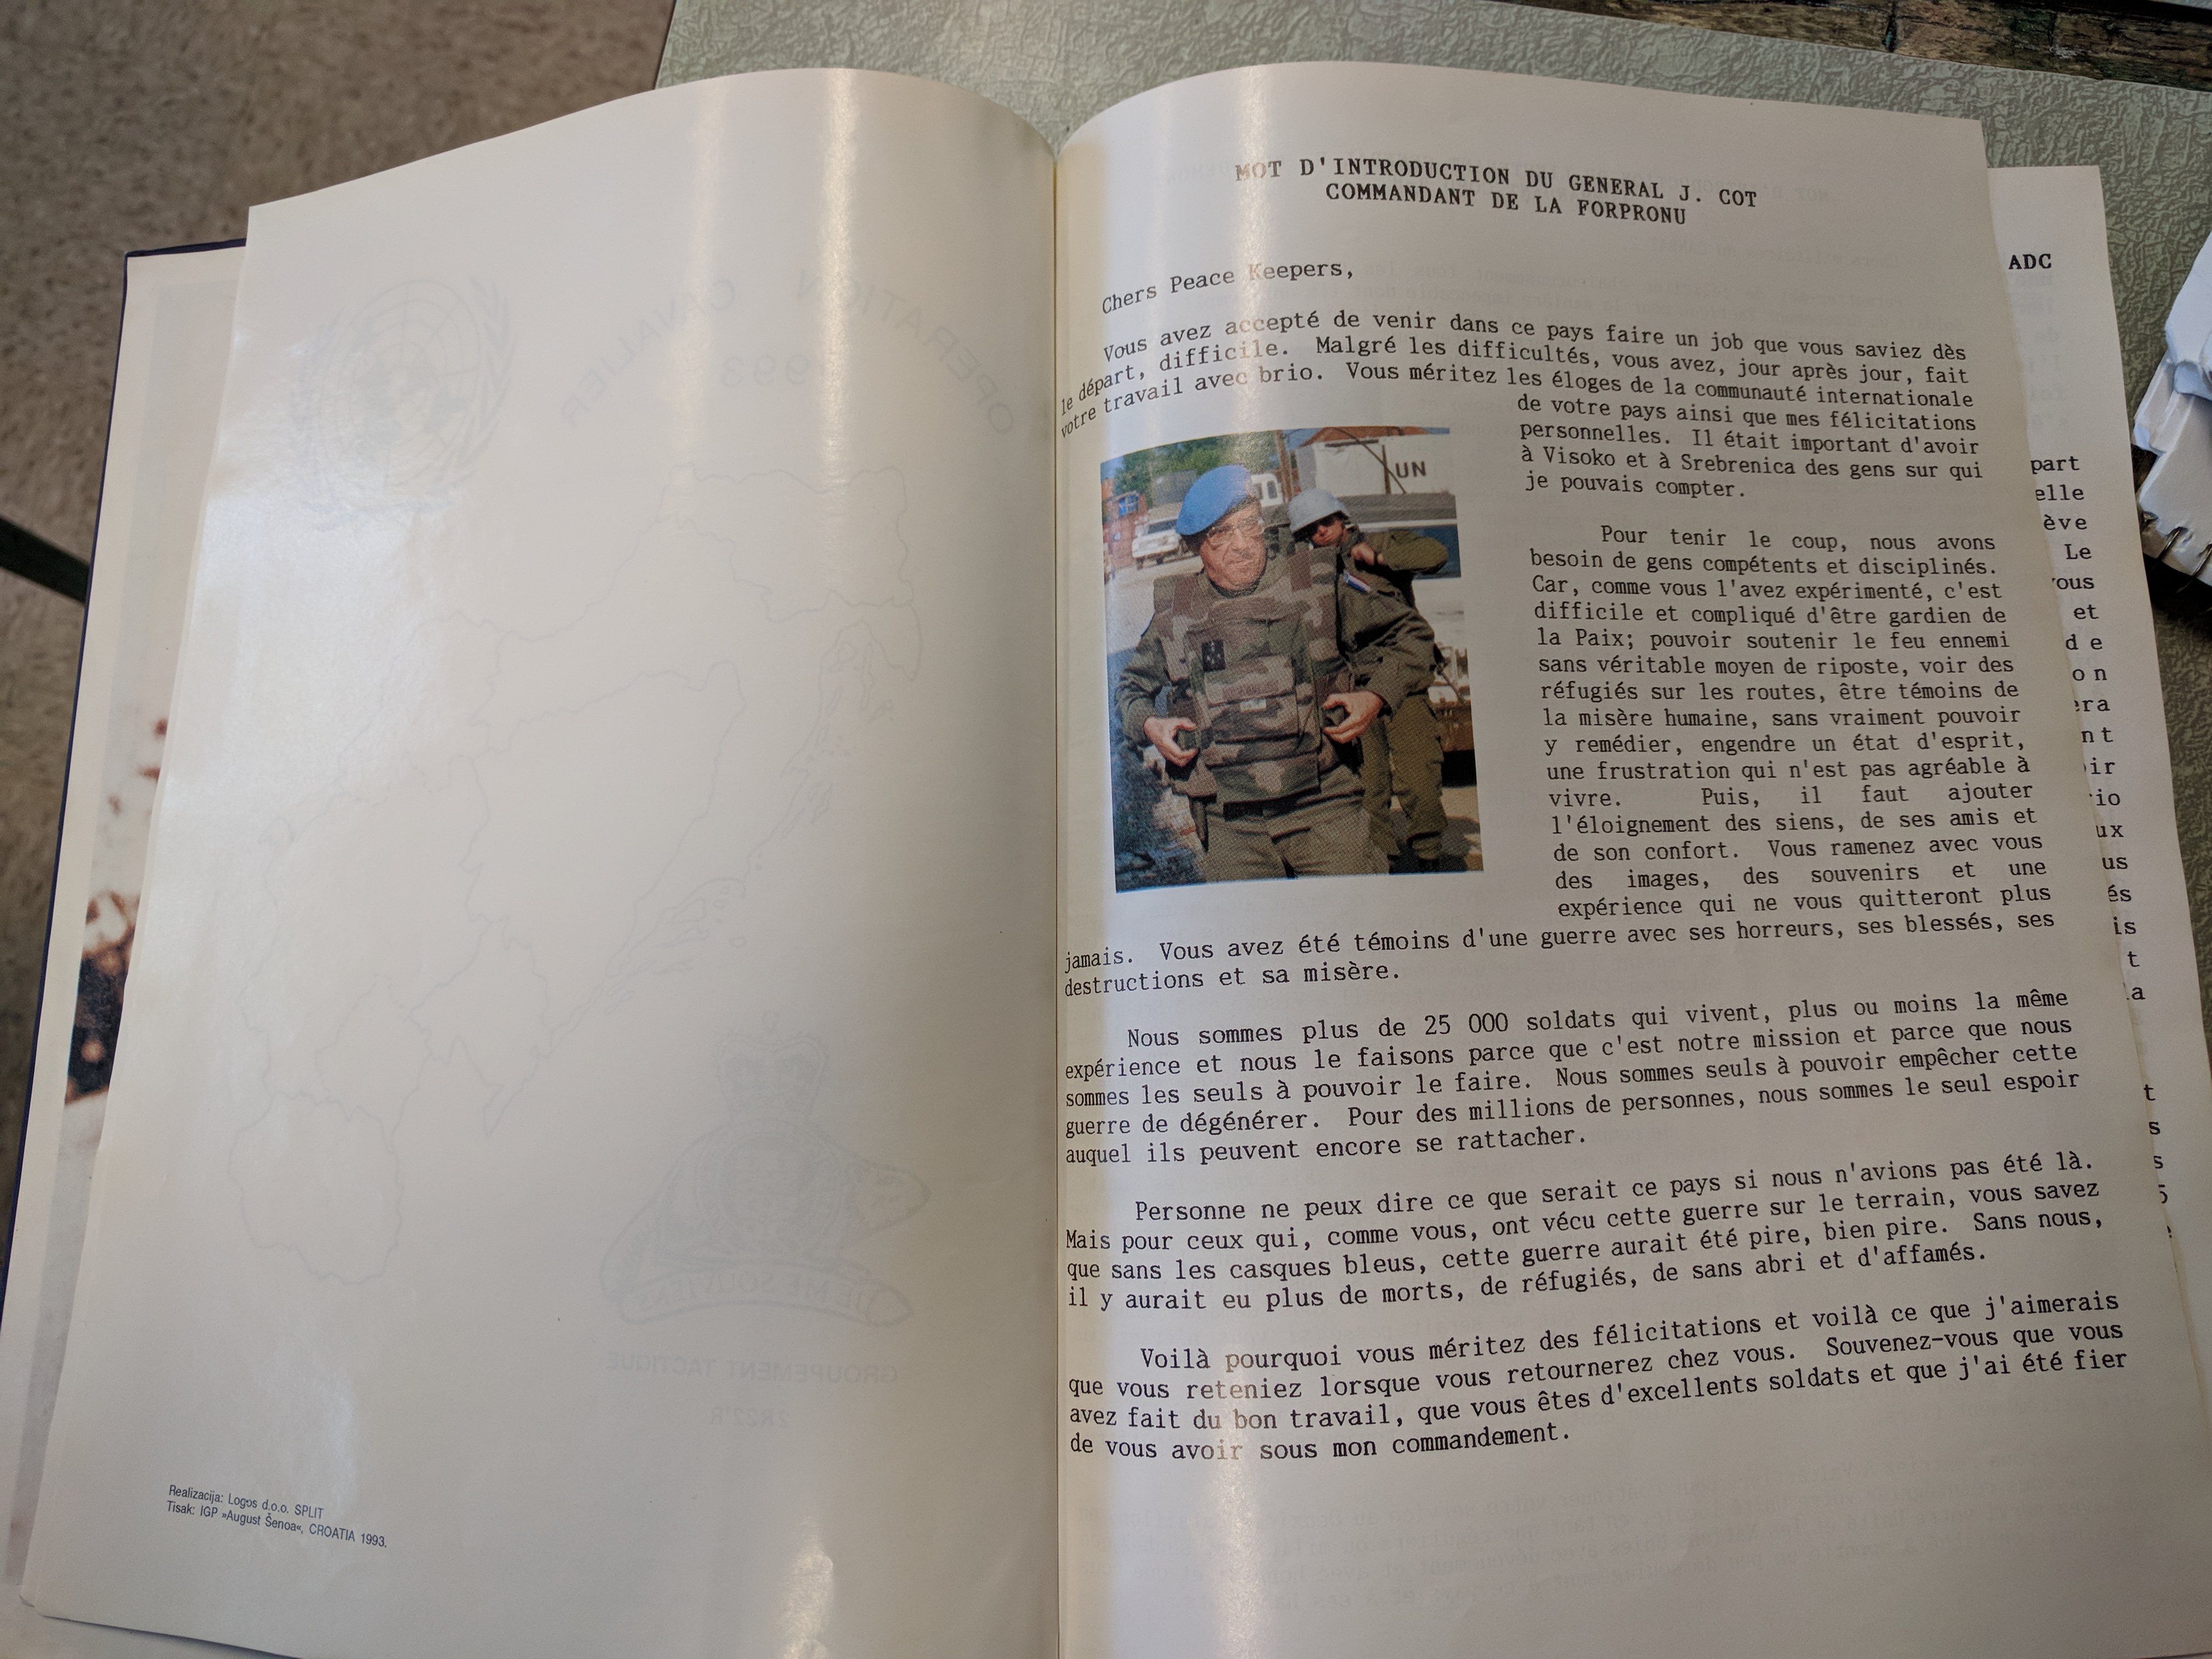 Realizacija: Logos d.o.o. SPLIT
Tisak: IGP »August Šenoa«, CROATIA 1993.
OPERATION CAVALIER
1993
JE ME SOUVIENS
GROUPEMENT TACTIQUE
2R22R
MOT D'INTRODUCTION DU GENERAL J. COT
COMMANDANT DE LA FORPRONU
Chers Peace Keepers,
Vous avez accepté de venir dans ce pays faire un job que vous saviez dès
le départ, difficile. Malgré les difficultés, vous avez, jour après jour, fait
votre travail avec brio. Vous méritez les éloges de la communauté internationale
de votre pays ainsi que mes félicitations
personnelles. Il était important d'avoir
à Visoko et à Srebrenica des gens sur qui
je pouvais compter.
UN
Pour tenir le coup, nous avons
besoin de gens compétents et disciplinés.
Car, comme vous l'avez expérimenté, c'est
difficile et compliqué d'être gardien de
la Paix; pouvoir soutenir le feu ennemi
sans véritable moyen de riposte, voir des
réfugiés sur les routes, être témoins de
la misère humaine, sans vraiment pouvoir
y remédier, engendre un état d'esprit,
une frustration qui n'est pas agréable à
vivre. Puis, il faut ajouter
l'éloignement des siens, de ses amis et
de son confort. Vous ramenez avec vous
des images, des souvenirs et une
expérience qui ne vous quitteront plus
jamais. Vous avez été témoins d'une guerre avec ses horreurs, ses blessés, ses
destructions et sa misère.
Nous sommes plus de 25 000 soldats qui vivent, plus ou moins la même
expérience et nous le faisons parce que c'est notre mission et parce que nous
sommes les seuls à pouvoir le faire. Nous sommes seuls à pouvoir empêcher cette
guerre de dégénérer. Pour des millions de personnes, nous sommes le seul espoir
auquel ils peuvent encore se rattacher.
Personne ne peux dire ce que serait ce pays si nous n'avions pas été là.
Mais pour ceux qui, comme vous, ont vécu cette guerre sur le terrain, vous savez
que sans les casques bleus, cette guerre aurait été pire, bien pire. Sans nous,
il y aurait eu plus de morts, de réfugiés, de sans abri et d'affamés.
Voilà pourquoi vous méritez des félicitations et voilà ce que j'aimerais
que vous reteniez lorsque vous retournerez chez vous. Souvenez-vous que vous
avez fait du bon travail, que vous êtes d'excellents soldats et que j'ai été fier
de vous avoir sous mon commandement.
ADC
part
elle
ève
Le
ous
et
de
on
era
nt
ir
io
ux
us
és
is
t
la
t
s
s
5